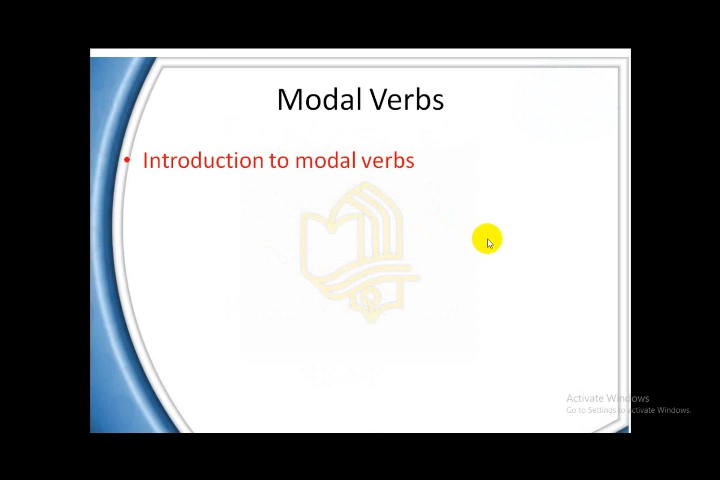 Modal Verbs
• Introduction to modal verbs
Activate Windows
Go to Settings to activate Windows.